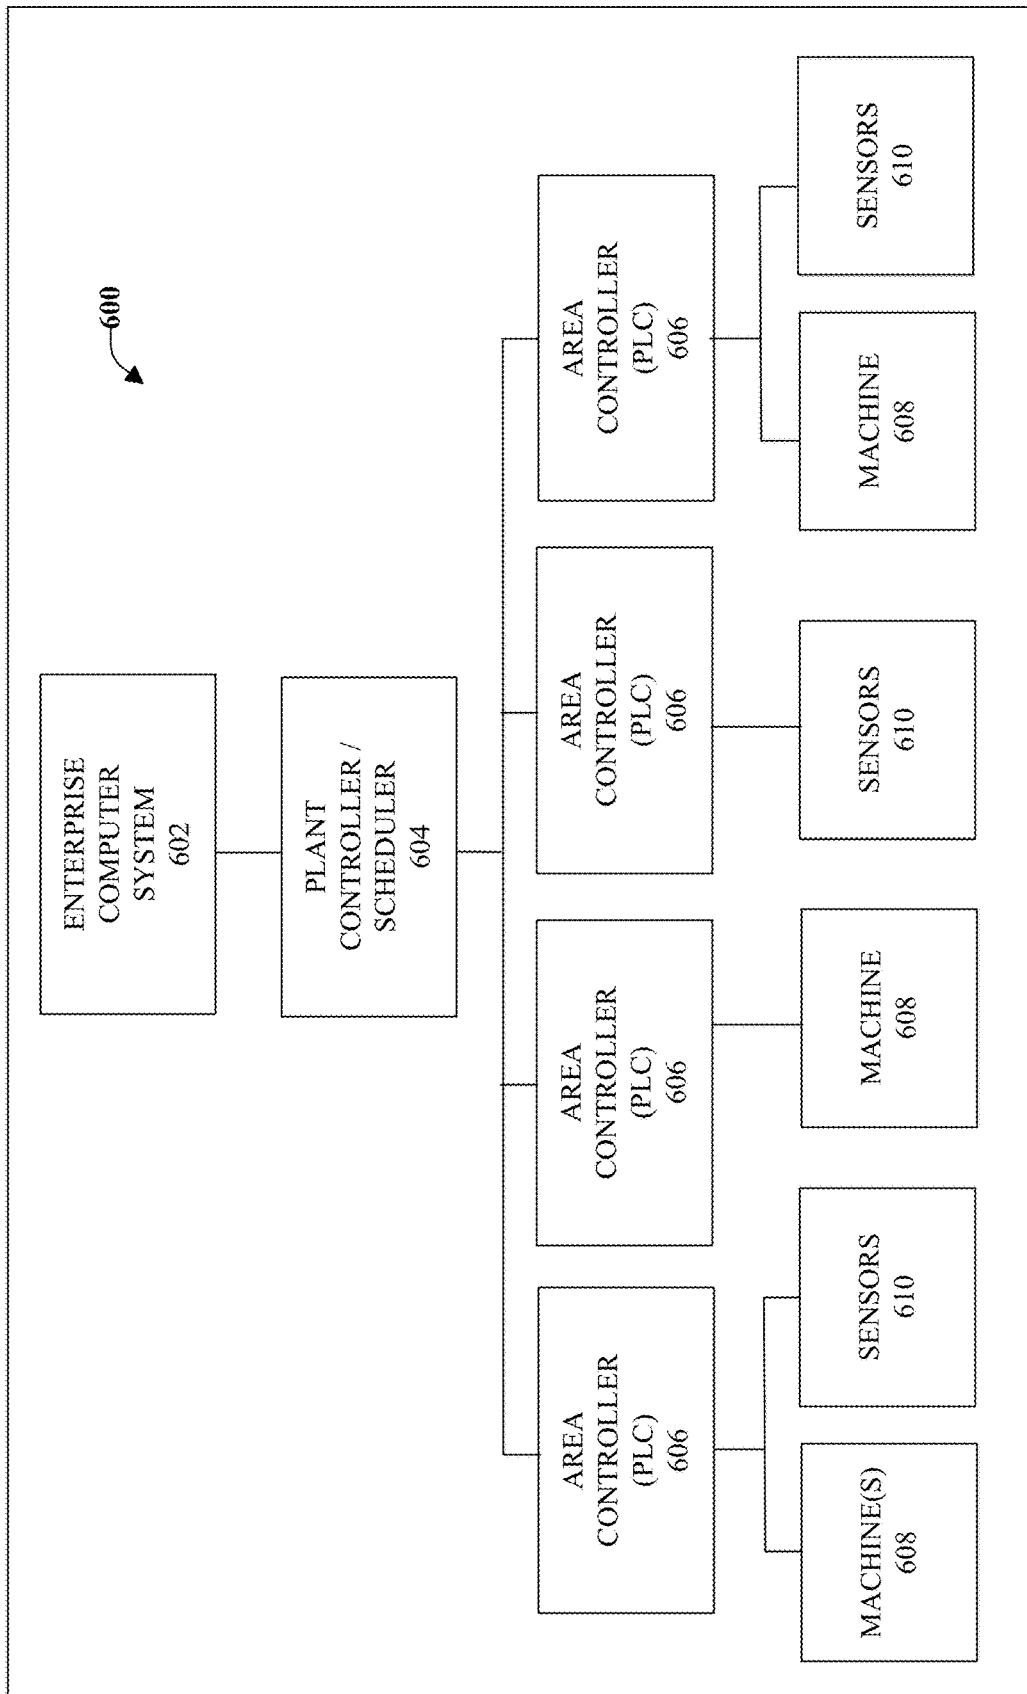 600
ENTERPRISE
COMPUTER
SYSTEM
602
PLANT
CONTROLLER /
SCHEDULER
604
AREA
CONTROLLER
(PLC)
606
AREA
CONTROLLER
(PLC)
606
AREA
CONTROLLER
(PLC)
606
AREA
CONTROLLER
(PLC)
606
MACHINE(S)
608
SENSORS
610
MACHINE
608
SENSORS
610
MACHINE
608
SENSORS
610